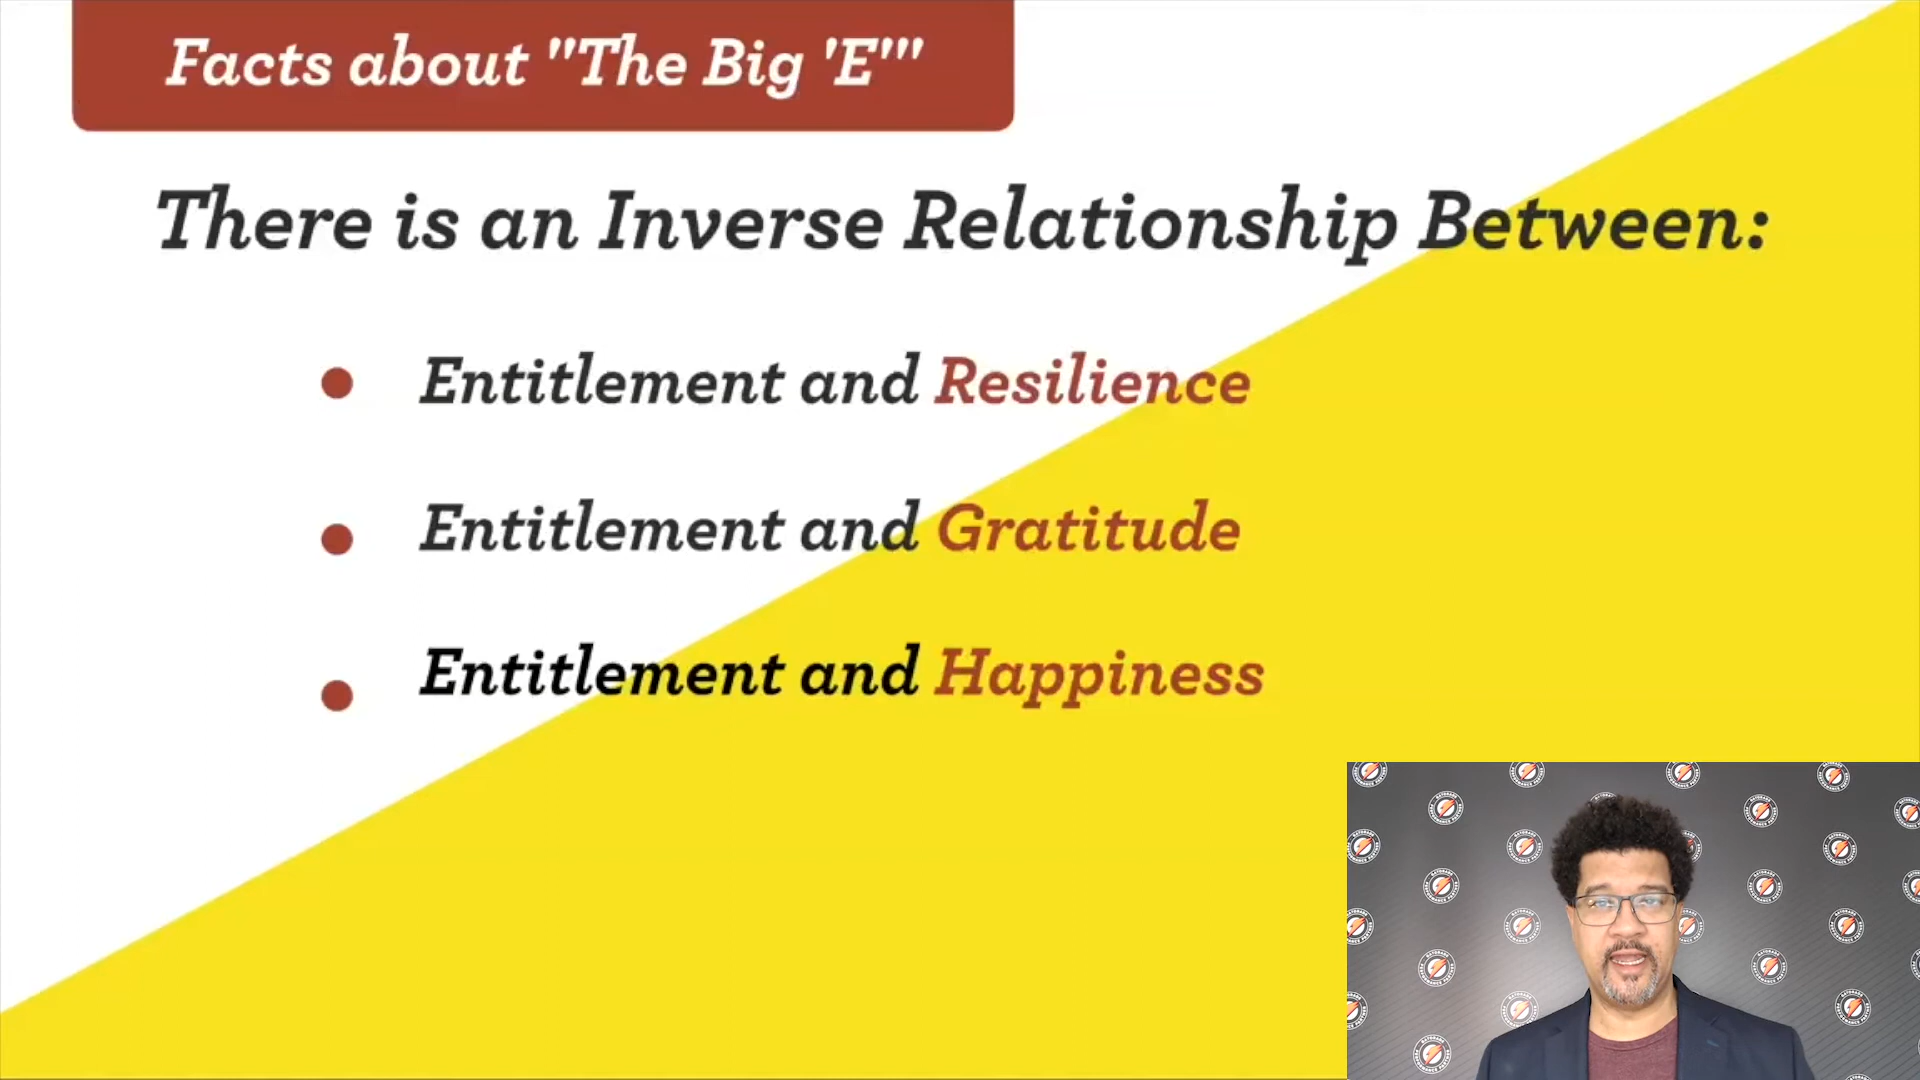 Facts about "The Big 'E'"
There is an Inverse Relationship Between:
Entitlement and Resilience
Entitlement and Gratitude
Entitlement and Happiness